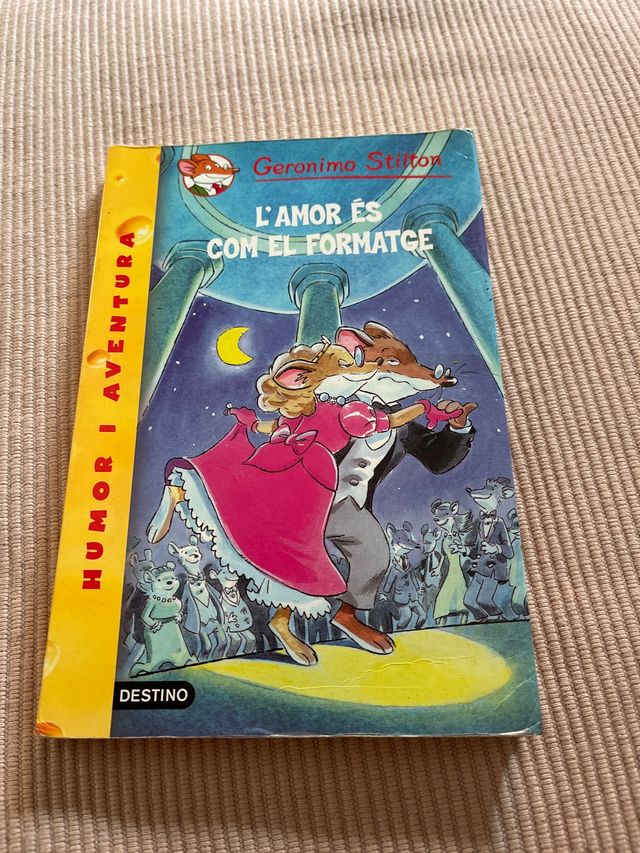 Geronimo Stilton
L'AMOR ÉS
COM EL FORMATGE
HUMOR I AVENTURA
DESTINO